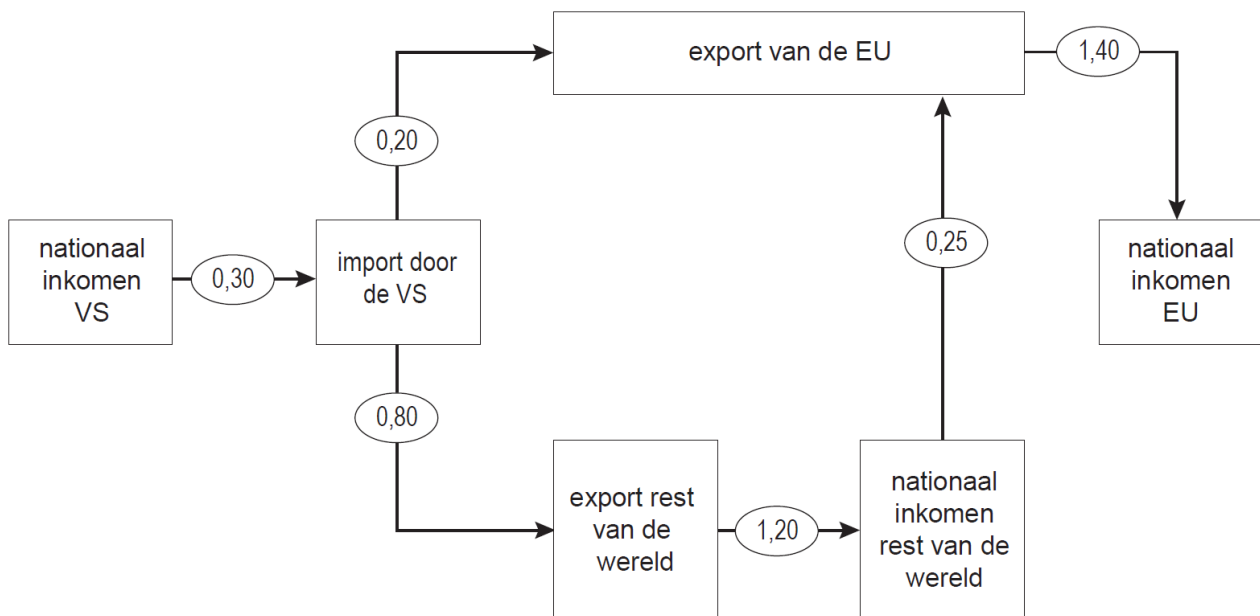 export van de EU
1,40
0,20
nationaal
inkomen
VS
0,30
import door
de VS
0,25
nationaal
inkomen
EU
0,80
export rest
van de
wereld
1,20
nationaal
inkomen
rest van de
wereld